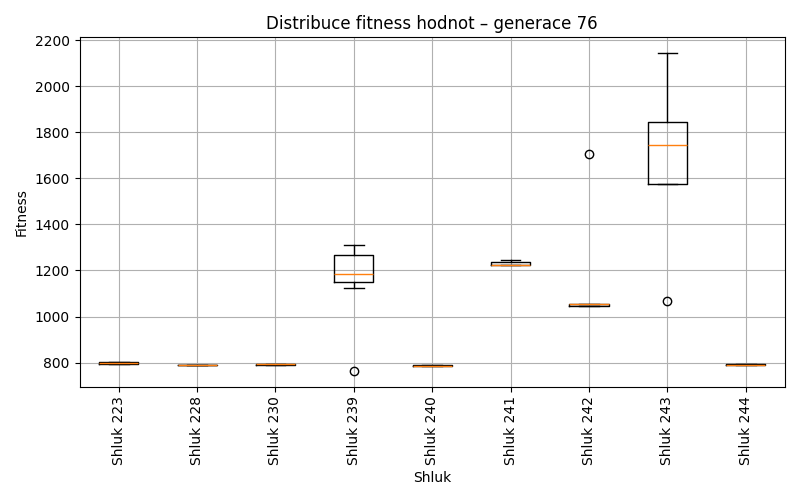 Distribuce fitness hodnot – generace 76
Fitness
2200
2000
1800
1600
1400
1200
1000
800
Shluk 223
Shluk 228
Shluk 230
Shluk 239
Shluk 240
Shluk 241
Shluk 242
Shluk 243
Shluk 244
Shluk